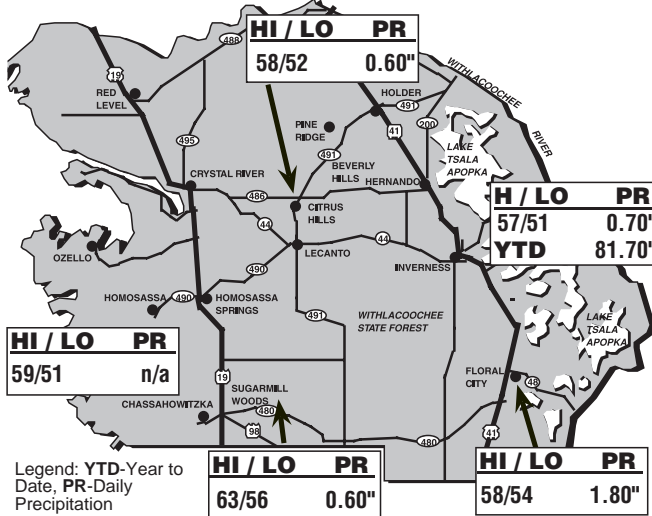 HI / LO PR
58/52 0.60"
488
19
RED
LEVEL
HOLDER
WITHLACOOCHEE
RIVER
491
41
200
PINE
RIDGE
495
491
LAKE
TSALA
APOPKA
BEVERLY
HILLS
CRYSTAL RIVER
HERNANDO
486
H / LO PR
57/51 0.70"
YTD 81.70"
CITRUS
HILLS
44
44
OZELLO
LECANTO
INVERNESS
490
HOMOSASSA
490
HOMOSASSA
SPRINGS
491
WITHLACOOCHEE
STATE FOREST
LAKE
TSALA
APOPKA
HI / LO PR
59/51 n/a
19
SUGARMILL
WOODS
FLORAL
CITY
48
CHASSAHOWITZKA
480
98
480
41
Legend: YTD-Year to
Date, PR-Daily
Precipitation
HI / LO PR
63/56 0.60"
HI / LO PR
58/54 1.80"